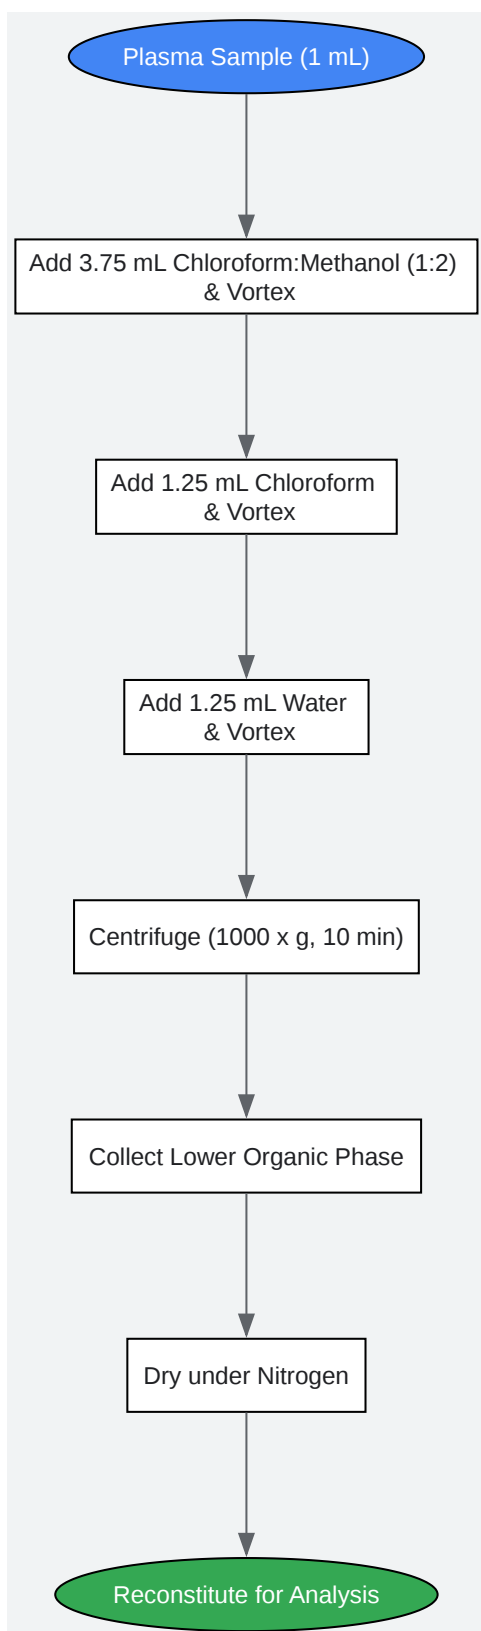 Plasma Sample (1 mL)
Add 3.75 mL Chloroform:Methanol (1:2)
& Vortex
Add 1.25 mL Chloroform
& Vortex
Add 1.25 mL Water
& Vortex
Centrifuge (1000 x g, 10 min)
Collect Lower Organic Phase
Dry under Nitrogen
Reconstitute for Analysis